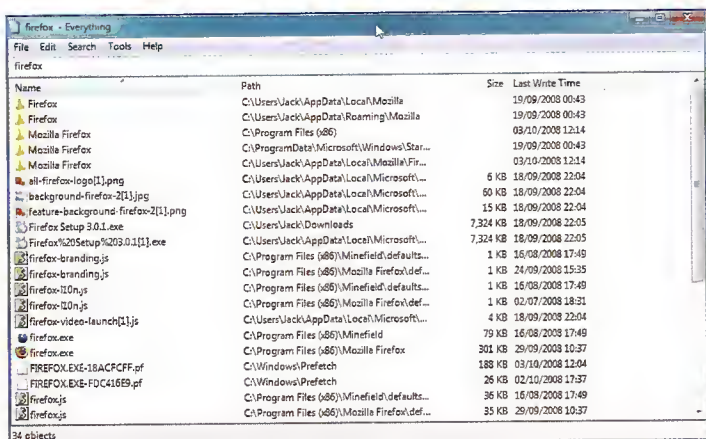 firefox - Everything
File Edit Search Tools Help
firefox
Name Path Size Last Write Time
Firefox C:\Users\Jack\AppData\Local\Mozilla 19/09/2008 00:43
Firefox C:\Users\Jack\AppData\Roaming\Mozilla 19/09/2008 00:43
Mozilla Firefox C:\Program Files (x86) 03/10/2008 12:14
Mozilla Firefox C:\ProgramData\Microsoft\Windows\Star... 19/09/2008 00:43
Mozilla Firefox C:\Users\Jack\AppData\Local\Mozilla\Fir... 03/10/2008 12:14
all-firefox-logo[1].png C:\Users\Jack\AppData\Local\Microsoft\... 6 KB 18/09/2008 22:04
background-firefox-2[1].jpg C:\Users\Jack\AppData\Local\Microsoft\... 60 KB 18/09/2008 22:04
feature-background-firefox-2[1].png C:\Users\Jack\AppData\Local\Microsoft\... 15 KB 18/09/2008 22:04
Firefox Setup 3.0.1.exe C:\Users\Jack\Downloads 7,324 KB 18/09/2008 22:05
Firefox%20Setup%203.0.1[1].exe C:\Users\Jack\AppData\Local\Microsoft\... 7,324 KB 18/09/2008 22:05
firefox-branding.js C:\Program Files (x86)\Minefield\defaults... 1 KB 16/08/2008 17:49
firefox-branding.js C:\Program Files (x86)\Mozilla Firefox\def... 1 KB 24/09/2008 15:35
firefox-l10n.js C:\Program Files (x86)\Minefield\defaults... 1 KB 16/08/2008 17:49
firefox-l10n.js C:\Program Files (x86)\Mozilla Firefox\def... 1 KB 02/07/2008 18:31
firefox-video-launch[1].js C:\Users\Jack\AppData\Local\Microsoft\... 4 KB 18/09/2008 22:04
firefox.exe C:\Program Files (x86)\Minefield 79 KB 16/08/2008 17:49
firefox.exe C:\Program Files (x86)\Mozilla Firefox 301 KB 29/09/2008 10:37
FIREFOX.EXE-18ACFCFF.pf C:\Windows\Prefetch 188 KB 03/10/2008 12:04
FIREFOX.EXE-FDC416E9.pf C:\Windows\Prefetch 26 KB 02/10/2008 17:37
firefox.js C:\Program Files (x86)\Minefield\defaults... 36 KB 16/08/2008 17:49
firefox.js C:\Program Files (x86)\Mozilla Firefox\def... 35 KB 29/09/2008 10:37
34 objects